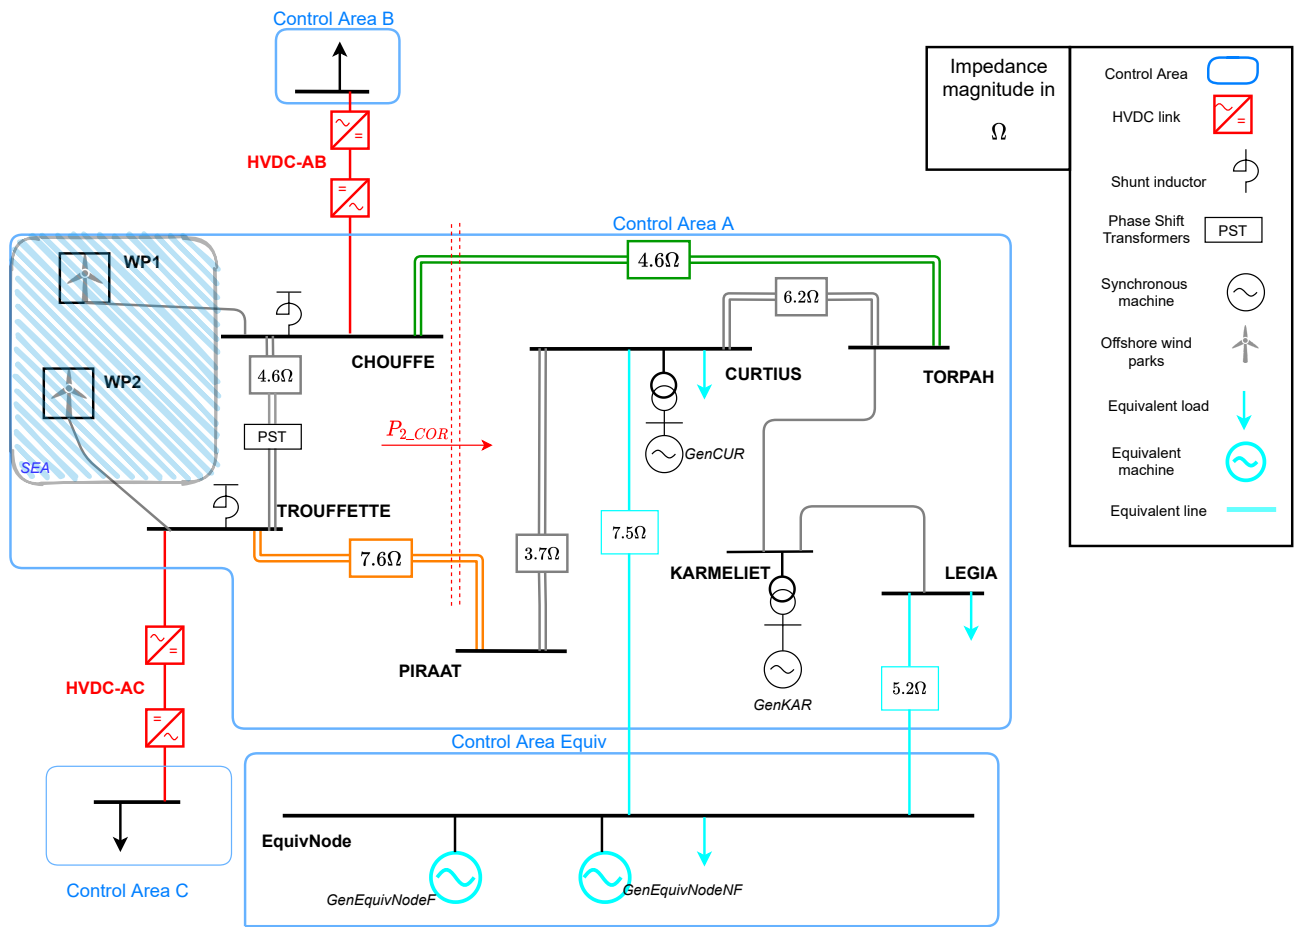 Control Area B
Impedance
magnitude in
Ω
Control Area
HVDC link
Shunt inductor
Phase Shift
Transformers
PST
Synchronous
machine
Offshore wind
parks
Equivalent load
Equivalent
machine
Equivalent line
HVDC-AB
Control Area A
WP1
WP2
SEA
4.6Ω
6.2Ω
CHOUFFE
4.6Ω
PST
CURTIUS
TORPAH
P2_COR
GenCUR
TROUFFETTE
7.6Ω
3.7Ω
7.5Ω
KARMELIET
LEGIA
PIRAAT
GenKAR
5.2Ω
HVDC-AC
Control Area Equiv
EquivNode
GenEquivNodeF
GenEquivNodeNF
Control Area C